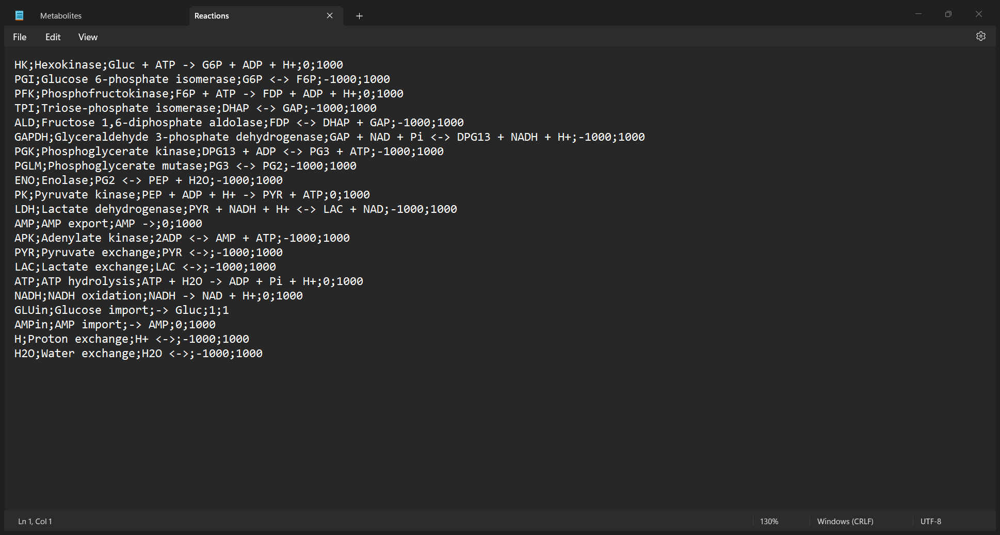 Metabolites
Reactions
File Edit View
HK;Hexokinase;Gluc + ATP -> G6P + ADP + H+;0;1000
PGI;Glucose 6-phosphate isomerase;G6P <-> F6P;-1000;1000
PFK;Phosphofructokinase;F6P + ATP -> FDP + ADP + H+;0;1000
TPI;Triose-phosphate isomerase;DHAP <-> GAP;-1000;1000
ALD;Fructose 1,6-diphosphate aldolase;FDP <-> DHAP + GAP;-1000;1000
GAPDH;Glyceraldehyde 3-phosphate dehydrogenase;GAP + NAD + Pi <-> DPG13 + NADH + H+;-1000;1000
PGK;Phosphoglycerate kinase;DPG13 + ADP <-> PG3 + ATP;-1000;1000
PGLM;Phosphoglycerate mutase;PG3 <-> PG2;-1000;1000
ENO;Enolase;PG2 <-> PEP + H2O;-1000;1000
PK;Pyruvate kinase;PEP + ADP + H+ -> PYR + ATP;0;1000
LDH;Lactate dehydrogenase;PYR + NADH + H+ <-> LAC + NAD;-1000;1000
AMP;AMP export;AMP ->;0;1000
APK;Adenylate kinase;2ADP <-> AMP + ATP;-1000;1000
PYR;Pyruvate exchange;PYR <->;-1000;1000
LAC;Lactate exchange;LAC <->;-1000;1000
ATP;ATP hydrolysis;ATP + H2O -> ADP + Pi + H+;0;1000
NADH;NADH oxidation;NADH -> NAD + H+;0;1000
GLUin;Glucose import;-> Gluc;1;1
AMPin;AMP import;-> AMP;0;1000
H;Proton exchange;H+ <->;-1000;1000
H2O;Water exchange;H2O <->;-1000;1000
Ln 1, Col 1
130%
Windows (CRLF)
UTF-8